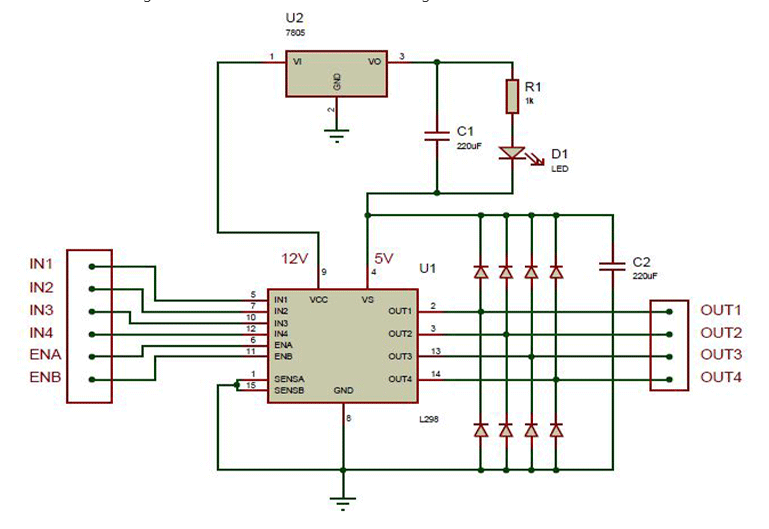 U2
7805
1
VI
VO
3
GND
2
R1
1k
C1
220uF
D1
LED
12V
5V
U1
9
4
IN1
IN2
IN3
IN4
ENA
ENB
5
7
10
12
6
11
1
15
IN1
IN2
IN3
IN4
ENA
ENB
SENSA
SENSB
VCC
VS
OUT1
OUT2
OUT3
OUT4
GND
2
3
13
14
8
L298
C2
220uF
OUT1
OUT2
OUT3
OUT4